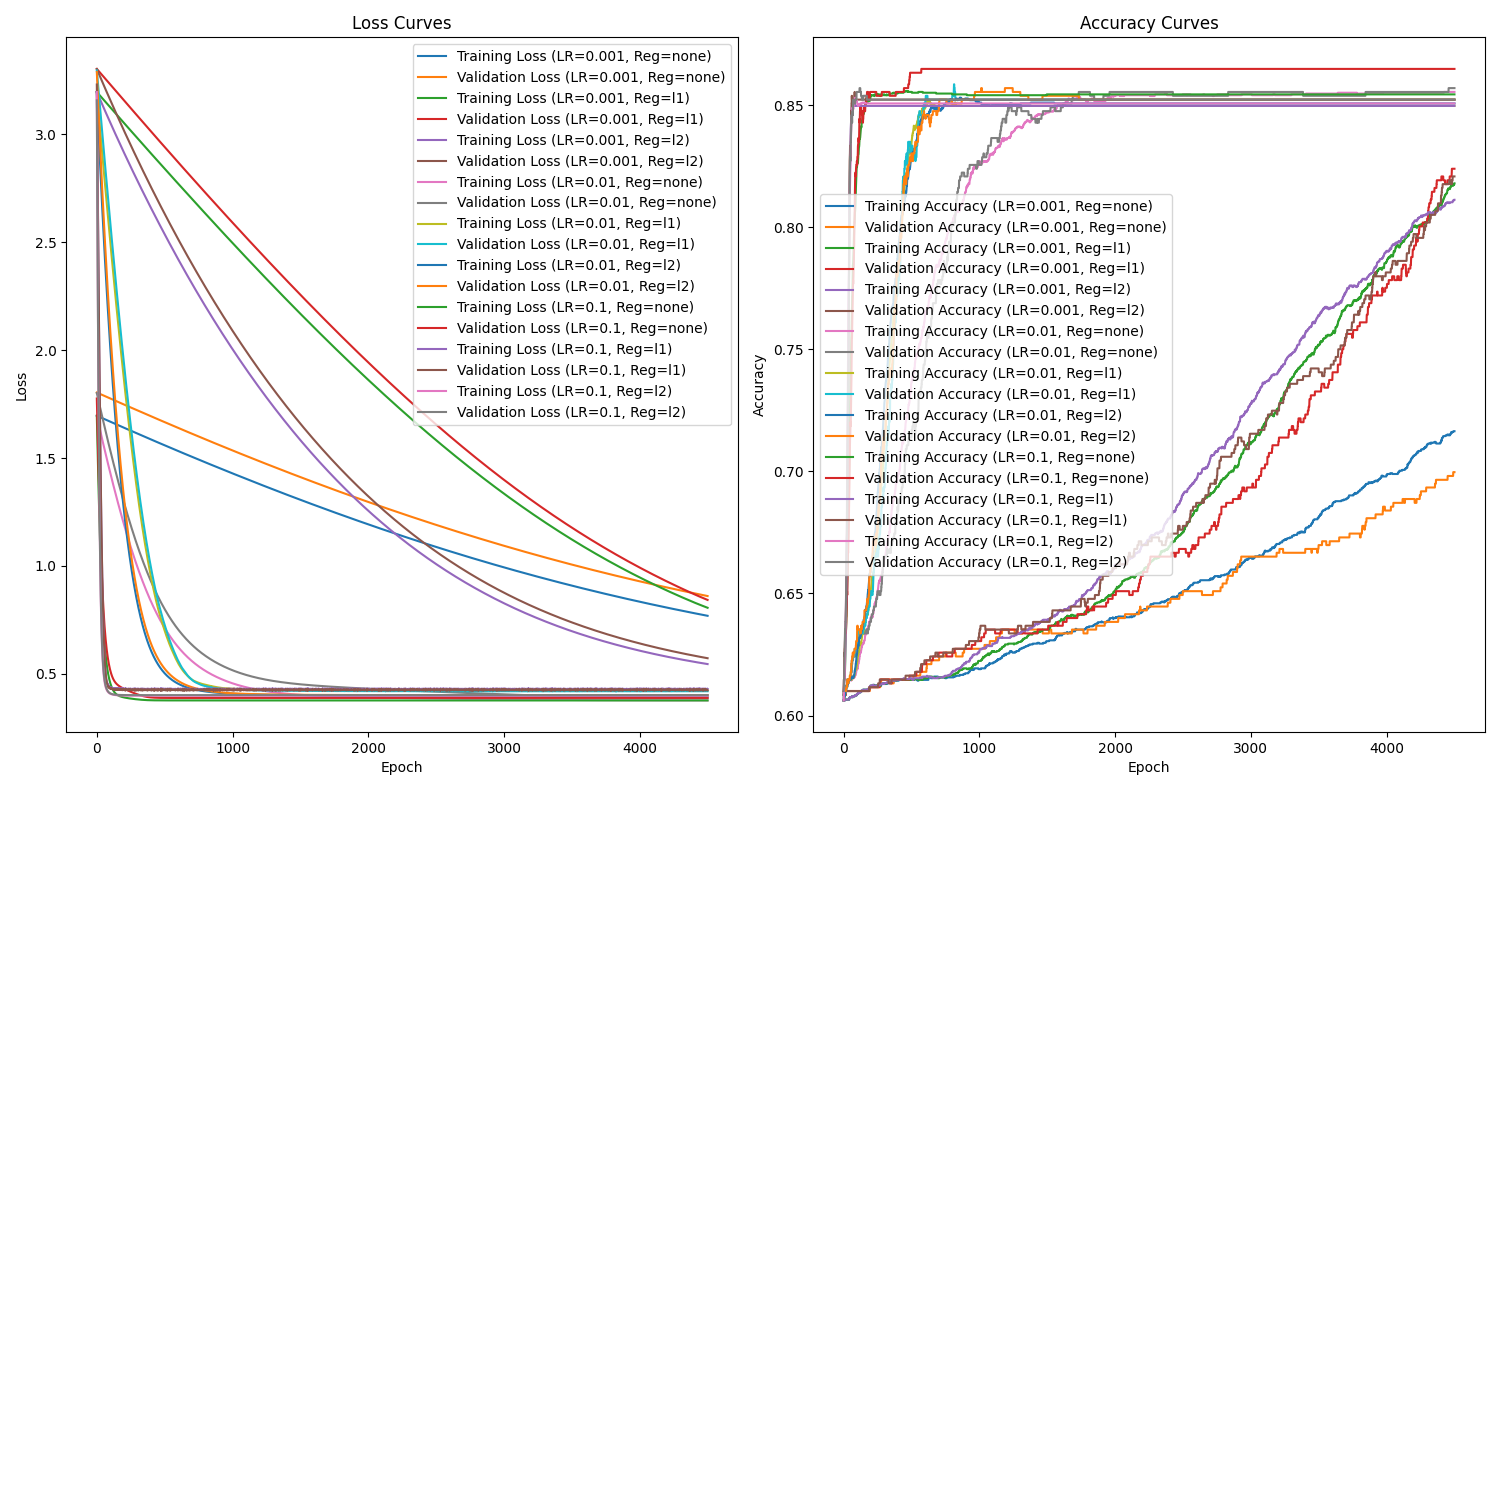 Loss Curves
3.0
2.5
2.0
1.5
1.0
0.5
Loss
Training Loss (LR=0.001, Reg=none)
Validation Loss (LR=0.001, Reg=none)
Training Loss (LR=0.001, Reg=l1)
Validation Loss (LR=0.001, Reg=l1)
Training Loss (LR=0.001, Reg=l2)
Validation Loss (LR=0.001, Reg=l2)
Training Loss (LR=0.01, Reg=none)
Validation Loss (LR=0.01, Reg=none)
Training Loss (LR=0.01, Reg=l1)
Validation Loss (LR=0.01, Reg=l1)
Training Loss (LR=0.01, Reg=l2)
Validation Loss (LR=0.01, Reg=l2)
Training Loss (LR=0.1, Reg=none)
Validation Loss (LR=0.1, Reg=none)
Training Loss (LR=0.1, Reg=l1)
Validation Loss (LR=0.1, Reg=l1)
Training Loss (LR=0.1, Reg=l2)
Validation Loss (LR=0.1, Reg=l2)
0 1000 2000 3000 4000
Epoch
Accuracy Curves
0.85
0.80
0.75
0.70
0.65
0.60
Accuracy
Training Accuracy (LR=0.001, Reg=none)
Validation Accuracy (LR=0.001, Reg=none)
Training Accuracy (LR=0.001, Reg=l1)
Validation Accuracy (LR=0.001, Reg=l1)
Training Accuracy (LR=0.001, Reg=l2)
Validation Accuracy (LR=0.001, Reg=l2)
Training Accuracy (LR=0.01, Reg=none)
Validation Accuracy (LR=0.01, Reg=none)
Training Accuracy (LR=0.01, Reg=l1)
Validation Accuracy (LR=0.01, Reg=l1)
Training Accuracy (LR=0.01, Reg=l2)
Validation Accuracy (LR=0.01, Reg=l2)
Training Accuracy (LR=0.1, Reg=none)
Validation Accuracy (LR=0.1, Reg=none)
Training Accuracy (LR=0.1, Reg=l1)
Validation Accuracy (LR=0.1, Reg=l1)
Training Accuracy (LR=0.1, Reg=l2)
Validation Accuracy (LR=0.1, Reg=l2)
0 1000 2000 3000 4000
Epoch